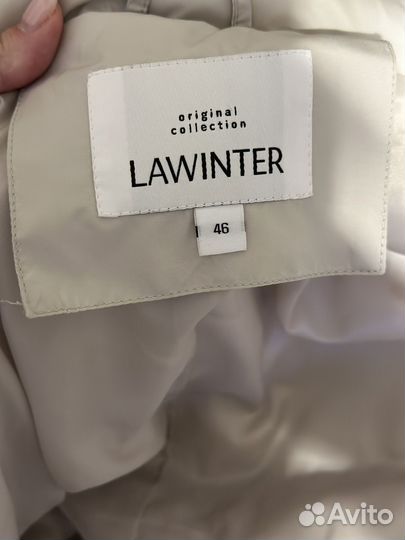 original
collection
LAWINTER
46
Avito